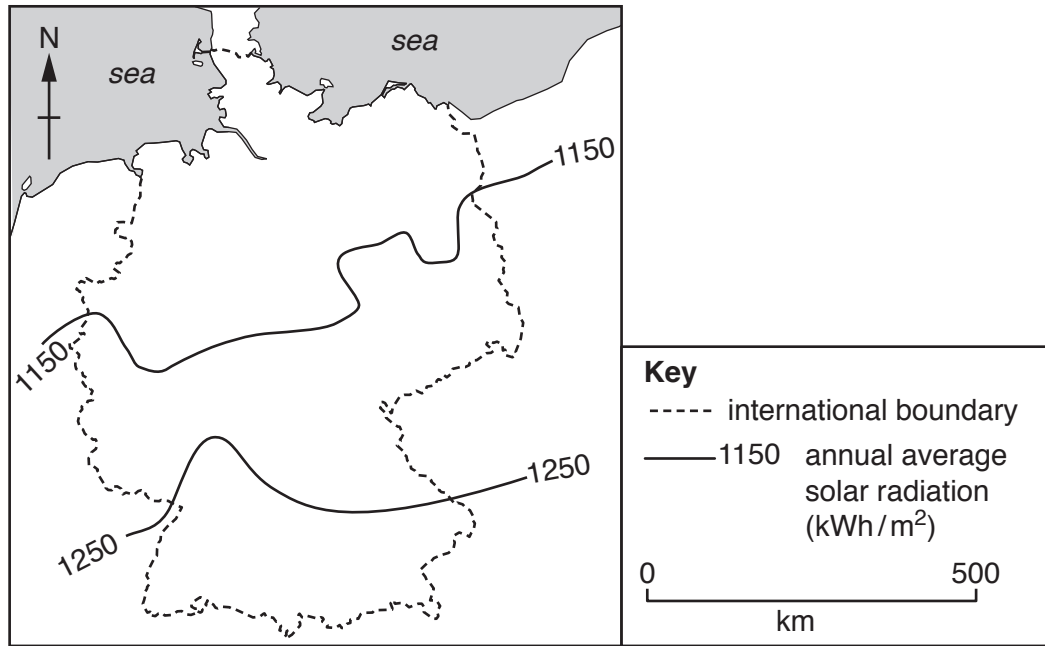 N
sea
sea
1150
1150
1250
1250
Key
international boundary
1150 annual average
solar radiation
(kWh/m²)
0 500
km